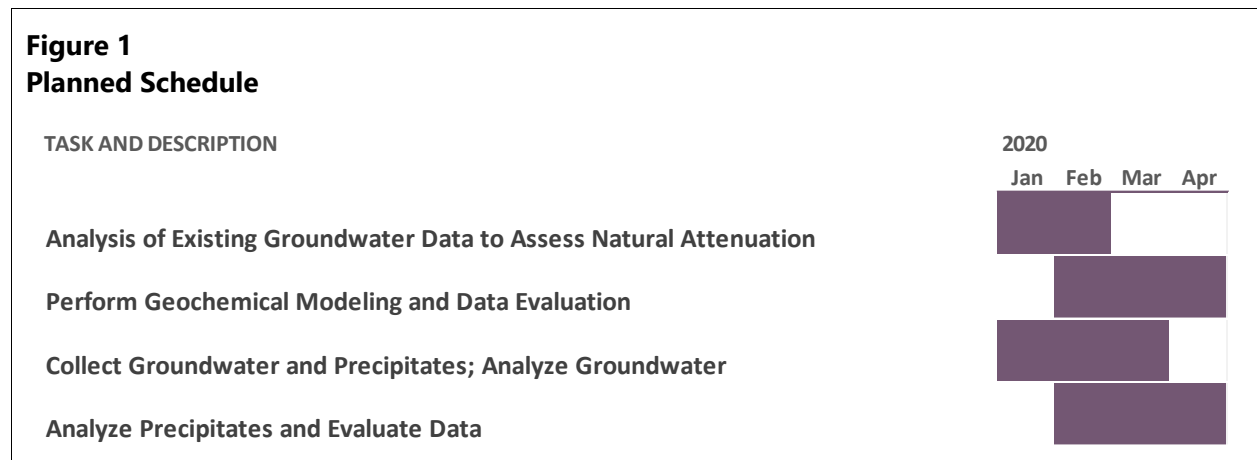 Figure 1
Planned Schedule
TASK AND DESCRIPTION 2020
Jan Feb Mar Apr
Analysis of Existing Groundwater Data to Assess Natural Attenuation
Perform Geochemical Modeling and Data Evaluation
Collect Groundwater and Precipitates; Analyze Groundwater
Analyze Precipitates and Evaluate Data